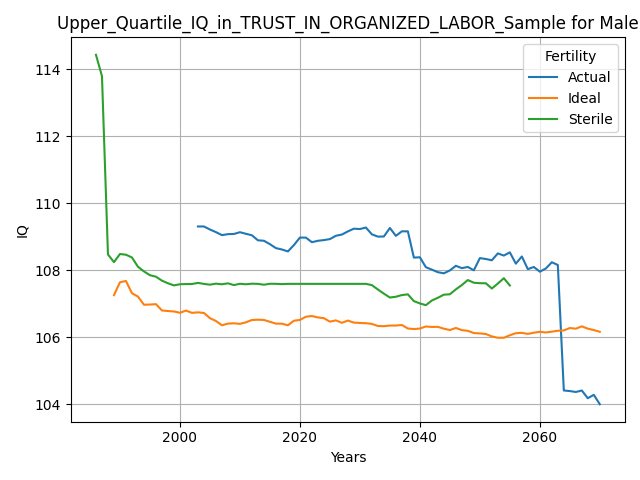 Upper_Quartile_IQ_in_TRUST_IN_ORGANIZED_LABOR_Sample for Male
Fertility
Actual
Ideal
Sterile
114
112
110
108
106
104
IQ
2000
2020
2040
2060
Years